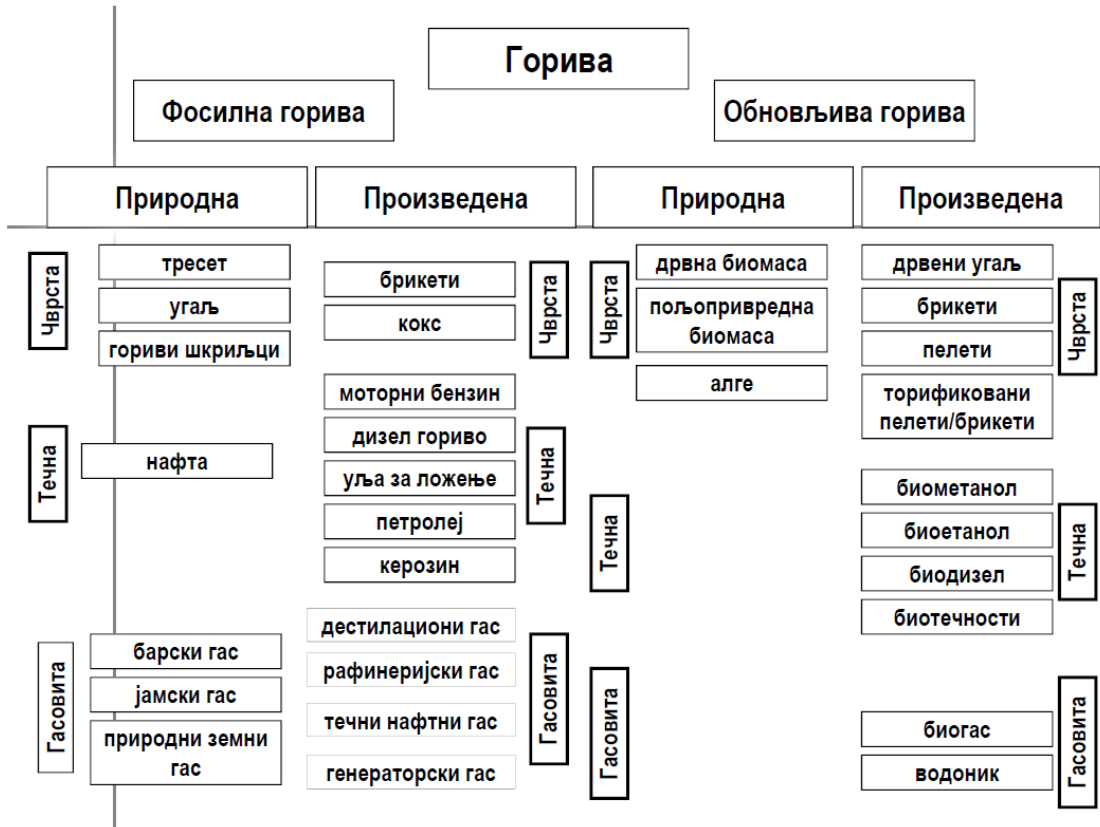 Горива
Фосилна горива
Обновљива горива
Природна
Произведена
Природна
Произведена
Чврста
тресет
угаљ
гориви шкриљци
Течна
нафта
Гасовита
барски гас
јамски гас
природни земни
гас
брикети
кокс
Чврста
моторни бензин
дизел гориво
уља за ложење
петролеј
керозин
Течна
дестилациони гас
рафинеријски гас
течни нафтни гас
генераторски гас
Гасовита
Чврста
дрвна биомаса
пољопривредна
биомаса
алге
Течна
Гасовита
дрвени угаљ
брикети
пелети
торификовани
пелети/брикети
Чврста
биометанол
биоетанол
биодизел
биотечности
Течна
биогас
водоник
Гасовита